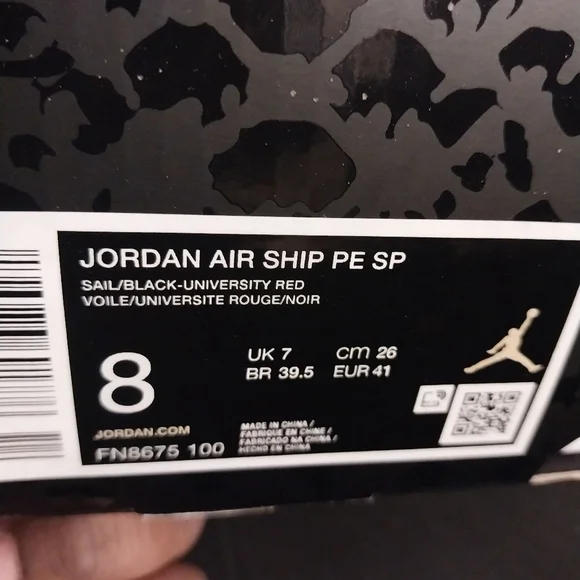 JORDAN AIR SHIP PE SP
SAIL/BLACK-UNIVERSITY RED
VOILE/UNIVERSITE ROUGE/NOIR
8
UK 7 cm 26
BR 39.5 EUR 41
JORDAN.COM
FN8675 100
MADE IN CHINA /
FABRIQUE EN CHINE /
FABRICADO NA CHINA /
HECHO EN CHINA